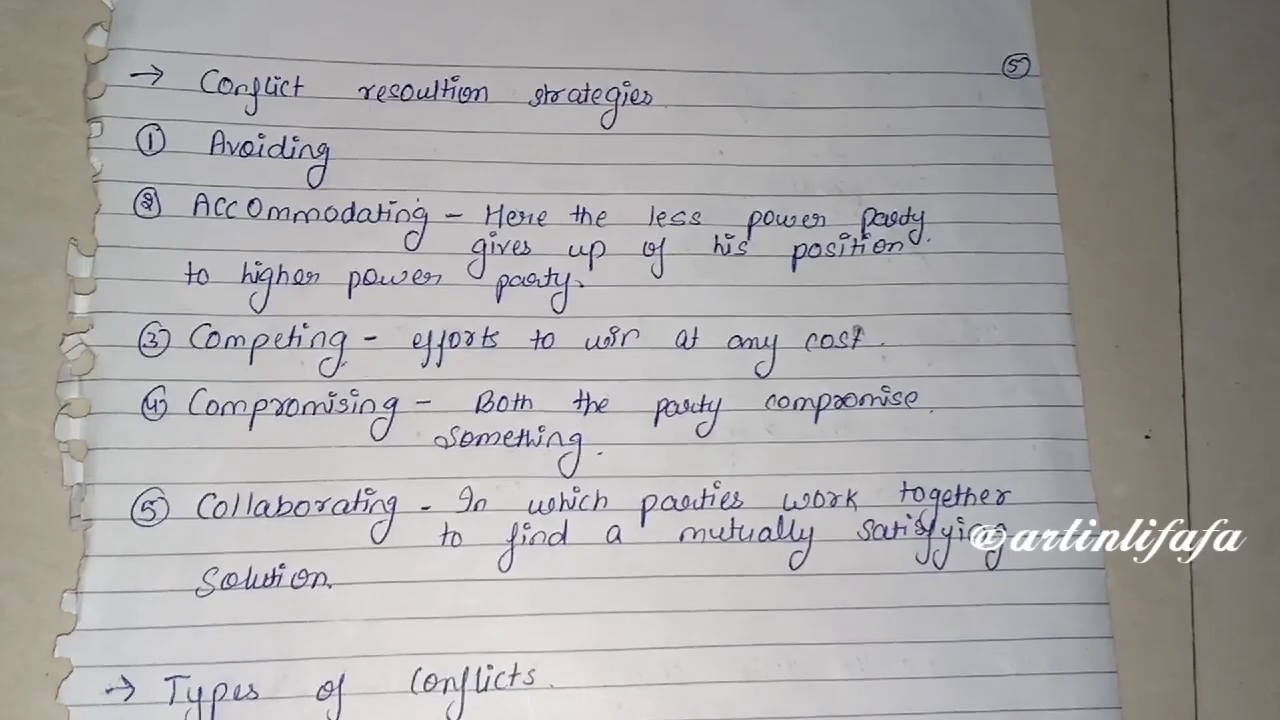 ⑤
→ Conflict resoultion strategies
① Avoiding
② Accommodating - Here the less power party
gives up of his position.
to higher power party.
③ Competing - efforts to win at any cost.
④ Compromising - Both the party compromise.
something.
⑤ Collaborating - In which parties work together
to find a mutually satisfying
@artinlifafa
solution.
→ Types of conflicts.